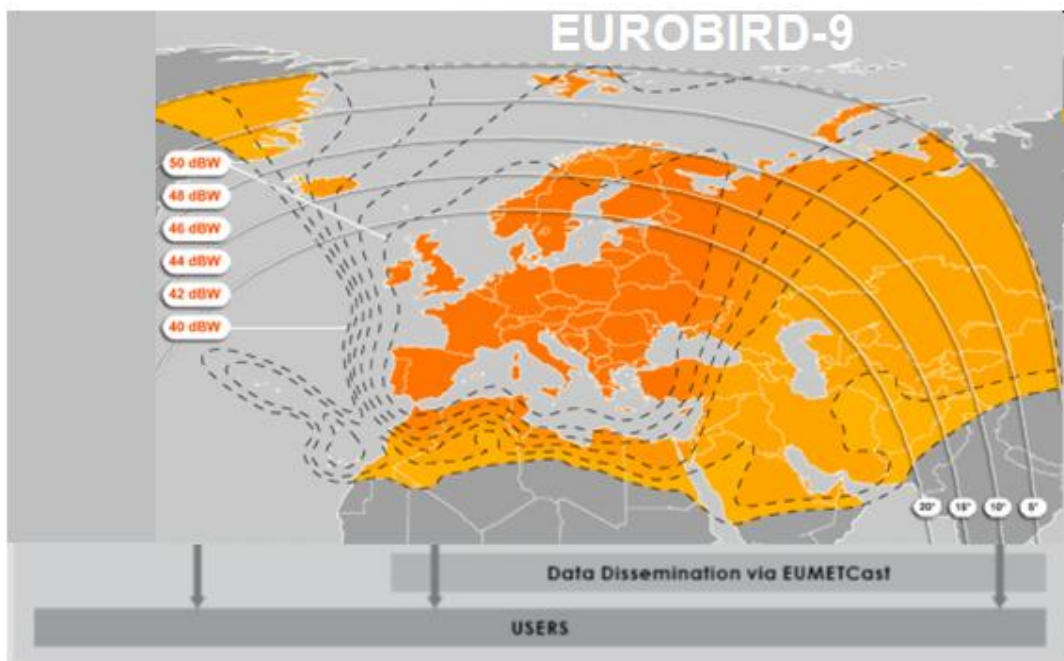 EUROBIRD-9
50 dBW
48 dBW
46 dBW
44 dBW
42 dBW
40 dBW
20° 15° 10° 5°
Data Dissemination via EUMETCast
USERS